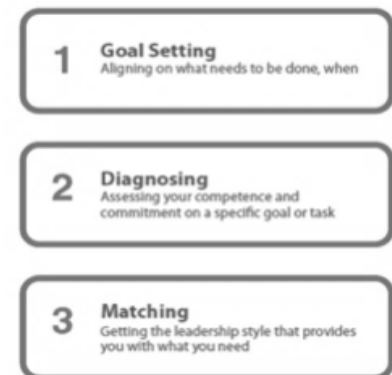 1
Goal Setting
Aligning on what needs to be done, when
2
Diagnosing
Assessing your competence and
commitment on a specific goal or task
3
Matching
Getting the leadership style that provides
you with what you need